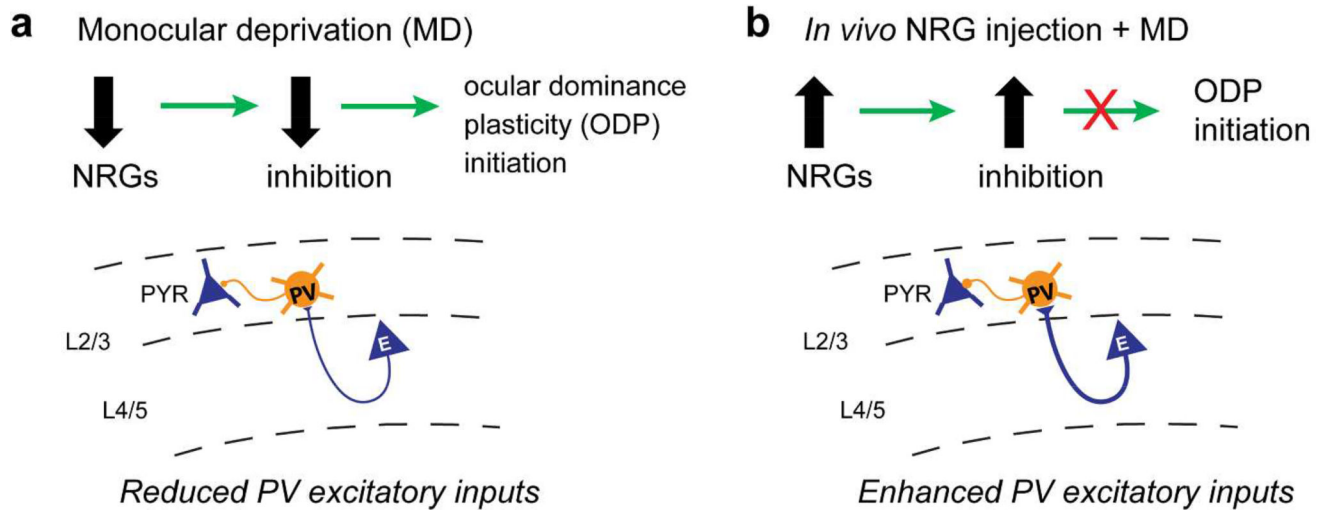 a Monocular deprivation (MD)
NRGs
inhibition
ocular dominance
plasticity (ODP)
initiation
PYR
PV
E
L2/3
L4/5
Reduced PV excitatory inputs
b In vivo NRG injection + MD
NRGs
inhibition
X
ODP
initiation
PYR
PV
E
L2/3
L4/5
Enhanced PV excitatory inputs